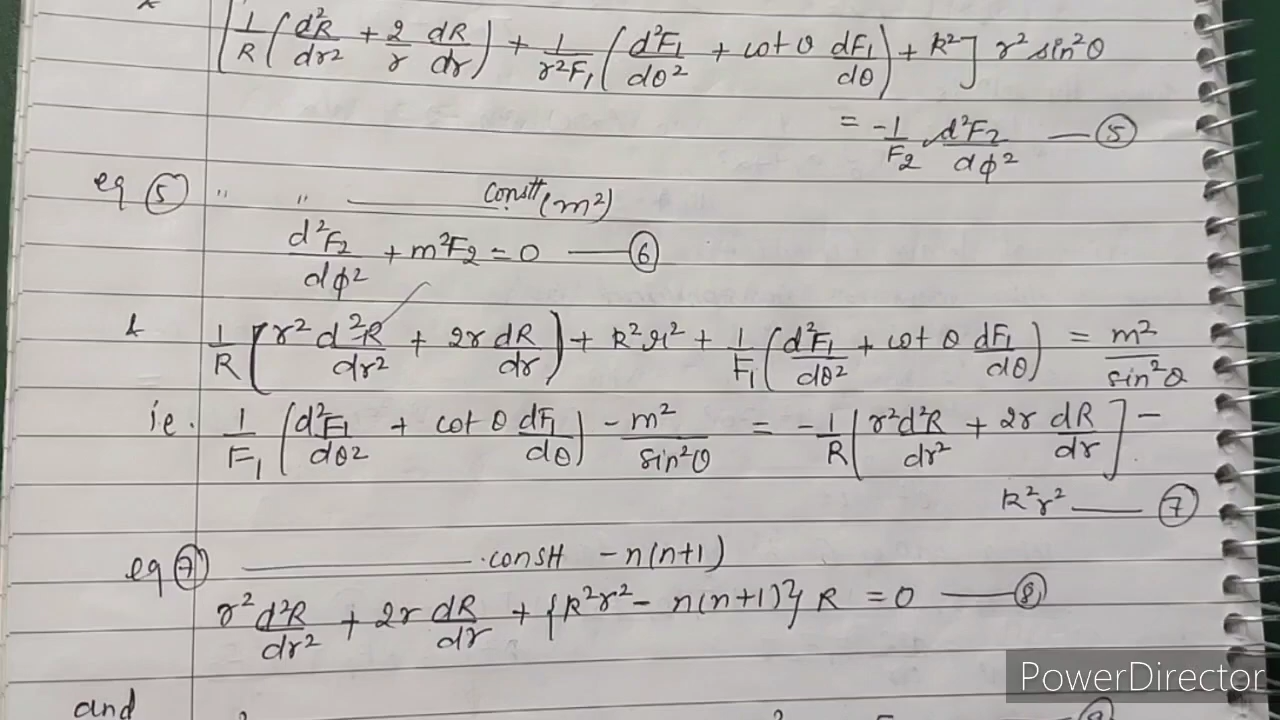 [1/R (d²R/dr² + 2/r dR/dr) + 1/r²F₁ (d²F₁/dθ² + cot θ dF₁/dθ) + k²] r² sin²θ
= -1/F₂ d²F₂/dφ² — ⑤
eq ⑤ " " — constt (m²)
d²F₂/dφ² + m²F₂ = 0 — ⑥
& 1/R [r² d²R/dr² + 2r dR/dr] + k²r² + 1/F₁ (d²F₁/dθ² + cot θ dF₁/dθ) = m²/sin²θ
i.e. 1/F₁ (d²F₁/dθ² + cot θ dF₁/dθ) - m²/sin²θ = -1/R [r²d²R/dr² + 2r dR/dr] -
k²r² — ⑦
eq ⑦ — constt -n(n+1)
r² d²R/dr² + 2r dR/dr + {k²r² - n(n+1)} R = 0 — ⑧
and
PowerDirector